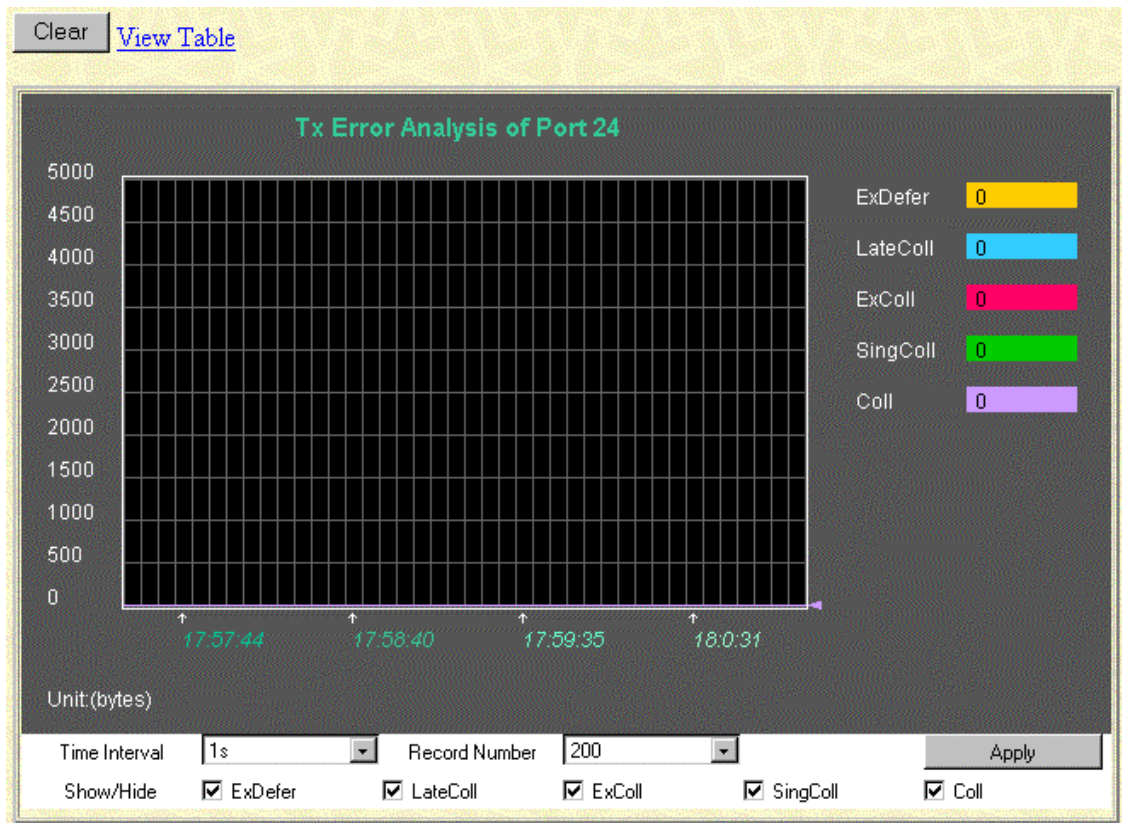 Clear View Table
Tx Error Analysis of Port 24
5000
4500
4000
3500
3000
2500
2000
1500
1000
500
0
17:57:44 17:58:40 17:59:35 18:0:31
Unit:(bytes)
ExDefer 0
LateColl 0
ExColl 0
SingColl 0
Coll 0
Time Interval 1s Record Number 200 Apply
Show/Hide ExDefer LateColl ExColl SingColl Coll